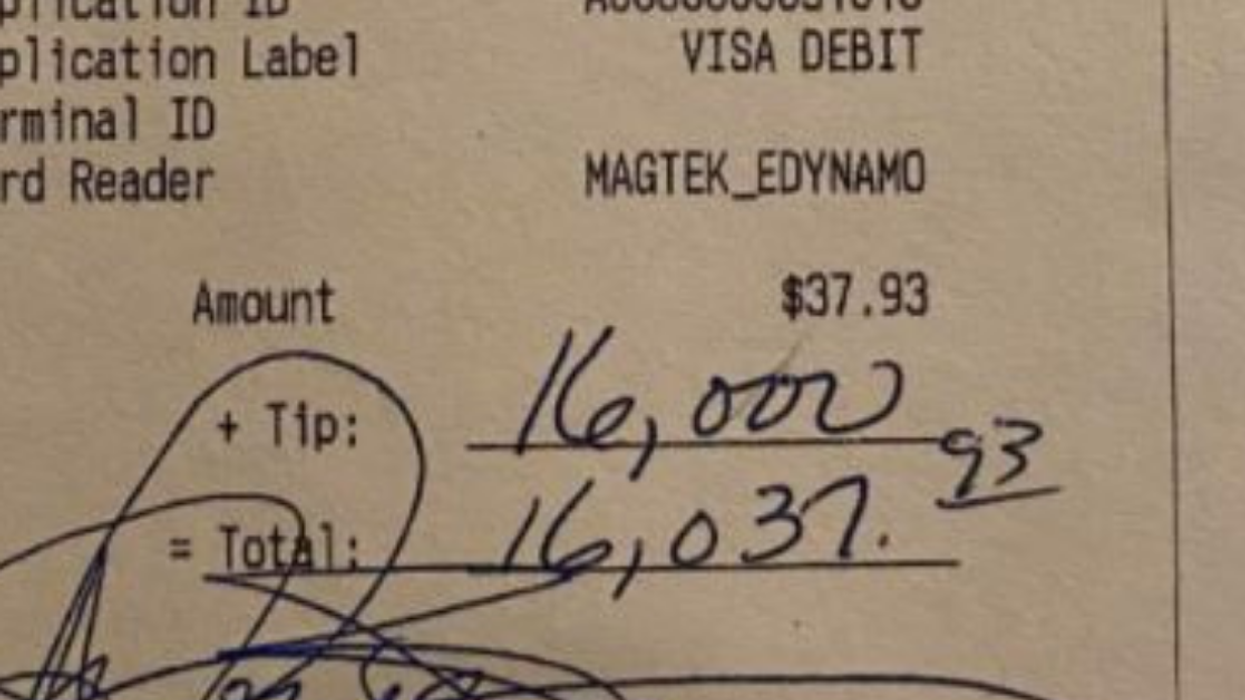 plication Label VISA DEBIT
rminal ID
rd Reader MAGTEK_EDYNAMO
Amount $37.93
+ Tip: 16,000
= Total: 16,037.93